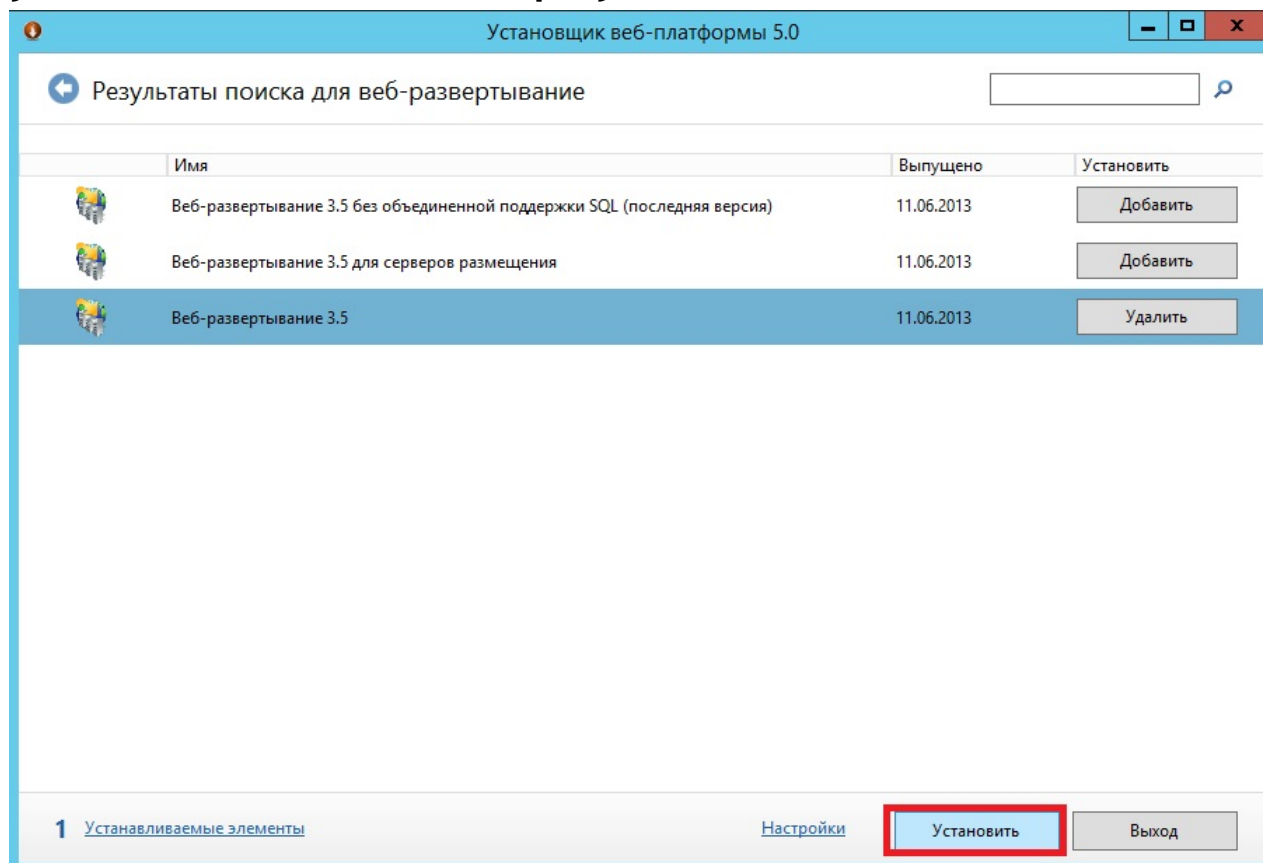 Установщик веб-платформы 5.0
Результаты поиска для веб-развертывание
Имя Выпущено Установить
Веб-развертывание 3.5 без объединенной поддержки SQL (последняя версия) 11.06.2013 Добавить
Веб-развертывание 3.5 для серверов размещения 11.06.2013 Добавить
Веб-развертывание 3.5 11.06.2013 Удалить
1 Устанавливаемые элементы Настройки Установить Выход